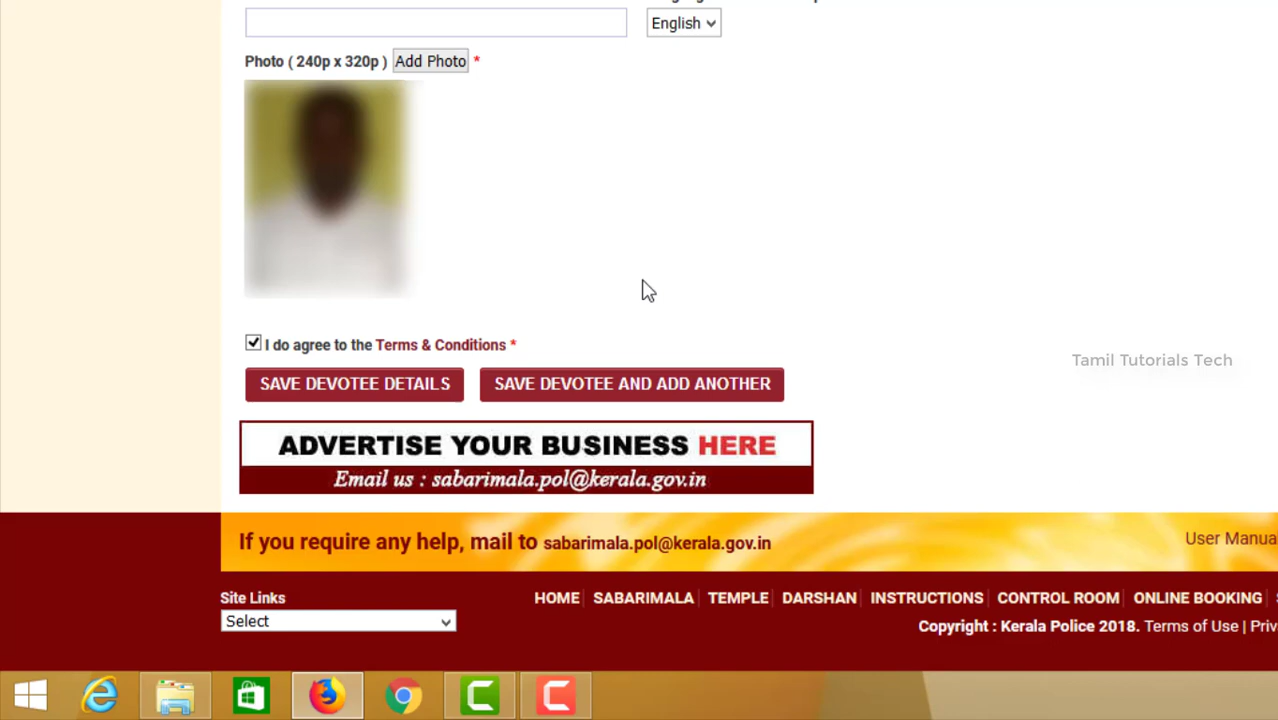 English
Photo ( 240p x 320p ) Add Photo *
I do agree to the Terms & Conditions *
Tamil Tutorials Tech
SAVE DEVOTEE DETAILS SAVE DEVOTEE AND ADD ANOTHER
ADVERTISE YOUR BUSINESS HERE
Email us : sabarimala.pol@kerala.gov.in
If you require any help, mail to sabarimala.pol@kerala.gov.in
User Manua
Site Links
Select
HOME SABARIMALA TEMPLE DARSHAN INSTRUCTIONS CONTROL ROOM ONLINE BOOKING
Copyright : Kerala Police 2018. Terms of Use | Priv